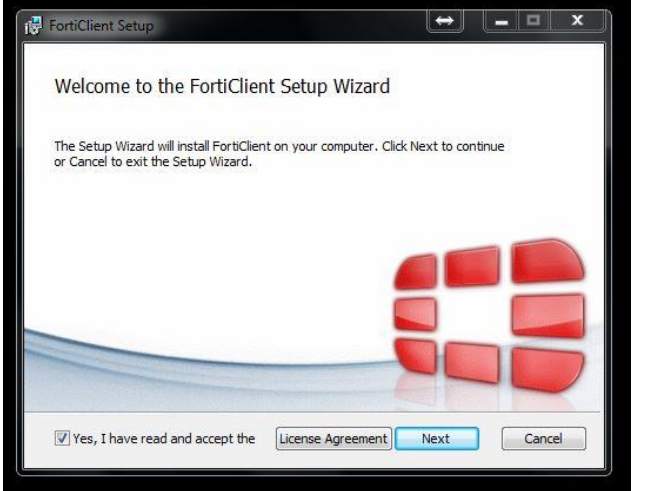 FortiClient Setup
Welcome to the FortiClient Setup Wizard
The Setup Wizard will install FortiClient on your computer. Click Next to continue
or Cancel to exit the Setup Wizard.
Yes, I have read and accept the License Agreement Next Cancel